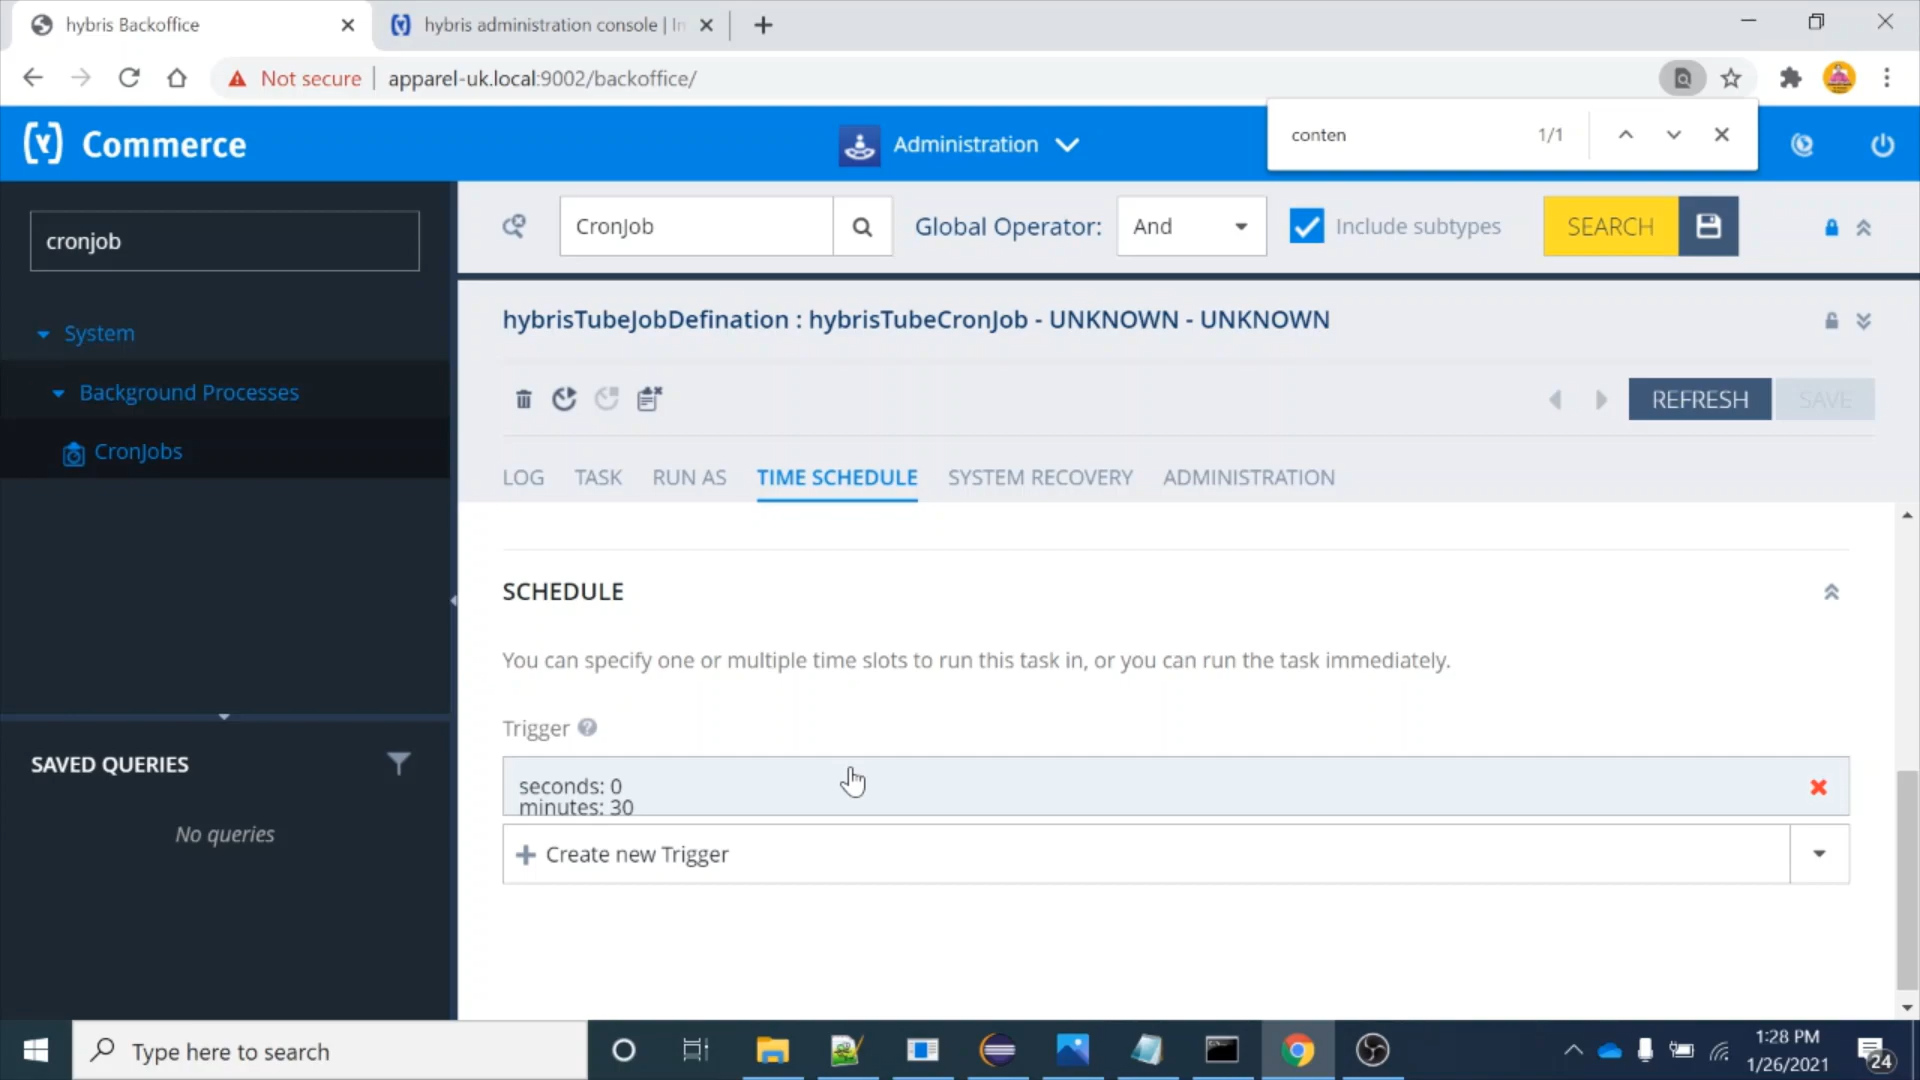 hybris Backoffice
hybris administration console | In
Not secure
apparel-uk.local:9002/backoffice/
conten
1/1
Commerce
Administration
cronjob
CronJob
Global Operator:
And
Include subtypes
SEARCH
System
Background Processes
CronJobs
hybrisTubeJobDefination : hybrisTubeCronJob - UNKNOWN - UNKNOWN
REFRESH
SAVE
LOG
TASK
RUN AS
TIME SCHEDULE
SYSTEM RECOVERY
ADMINISTRATION
SCHEDULE
You can specify one or multiple time slots to run this task in, or you can run the task immediately.
Trigger
seconds: 0
minutes: 30
Create new Trigger
SAVED QUERIES
No queries
Type here to search
1:28 PM
1/26/2021
24